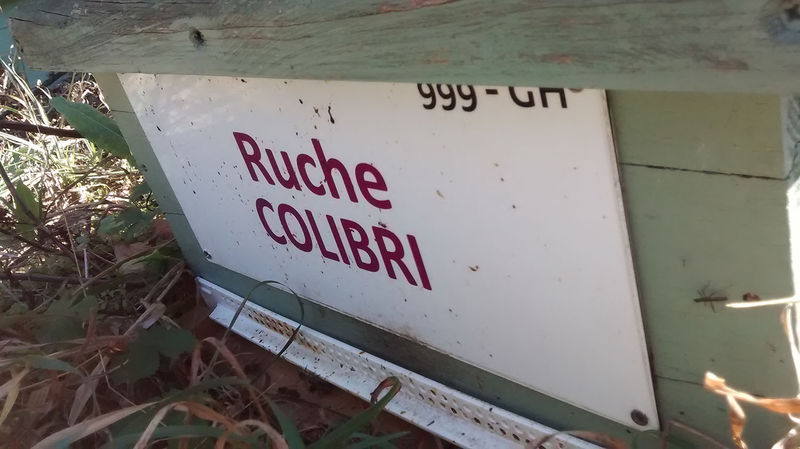 999 - GH
Ruche
COLIBRI